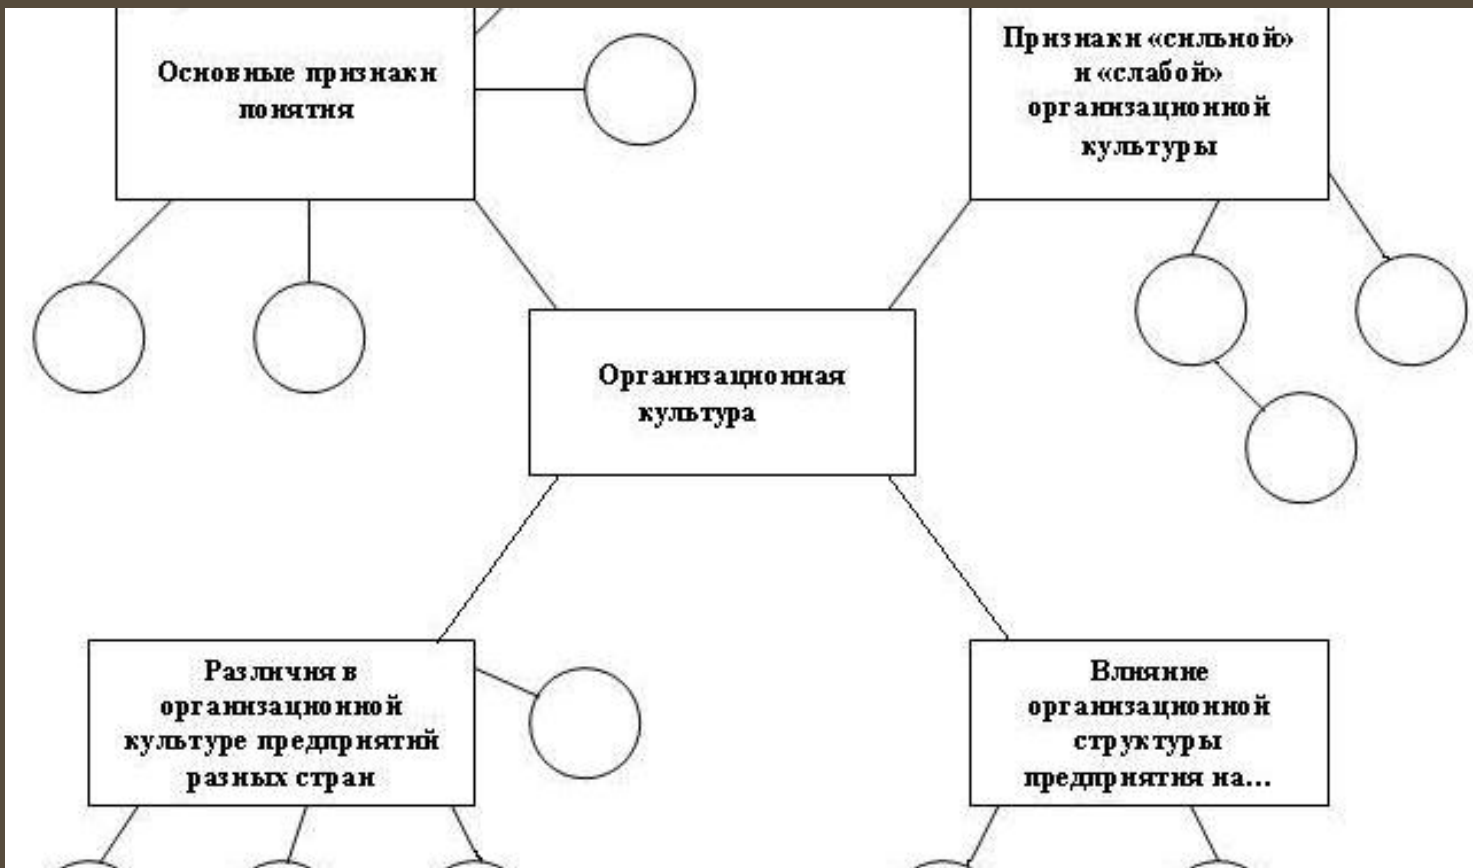 Основные признаки
понятия
Признаки «сильной»
и «слабой»
организационной
культуры
Организационная
культура
Различия в
организационной
культуре предприятий
разных стран
Влияние
организационной
структуры
предприятия на...